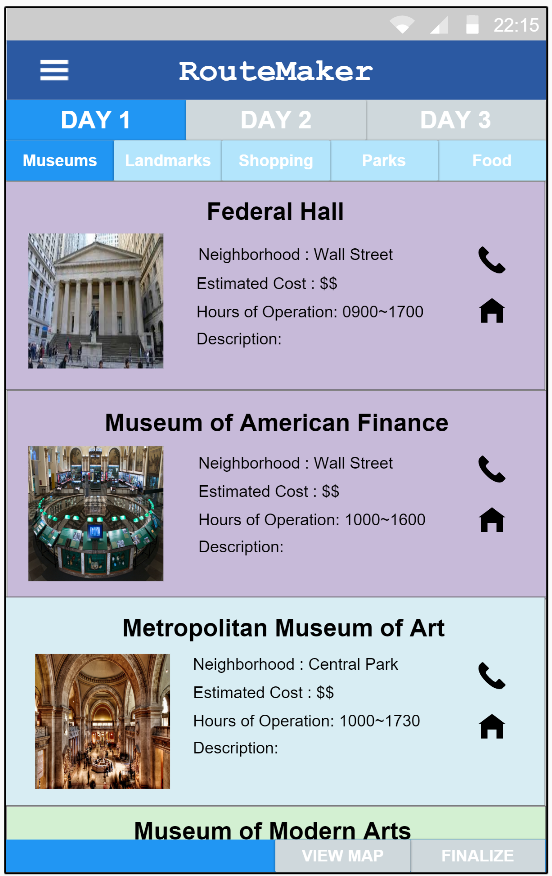 22:15
RouteMaker
DAY 1 DAY 2 DAY 3
Museums Landmarks Shopping Parks Food
Federal Hall
Neighborhood : Wall Street
Estimated Cost : $$
Hours of Operation: 0900~1700
Description:
Museum of American Finance
Neighborhood : Wall Street
Estimated Cost : $$
Hours of Operation: 1000~1600
Description:
Metropolitan Museum of Art
Neighborhood : Central Park
Estimated Cost : $$
Hours of Operation: 1000~1730
Description:
Museum of Modern Arts
VIEW MAP FINALIZE